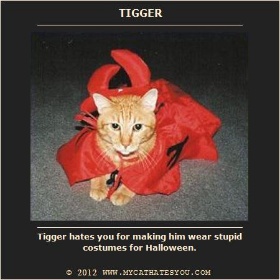 TIGGER
Tigger hates you for making him wear stupid
costumes for Halloween.
© 2012 WWW.MYCATHATESYOU.COM